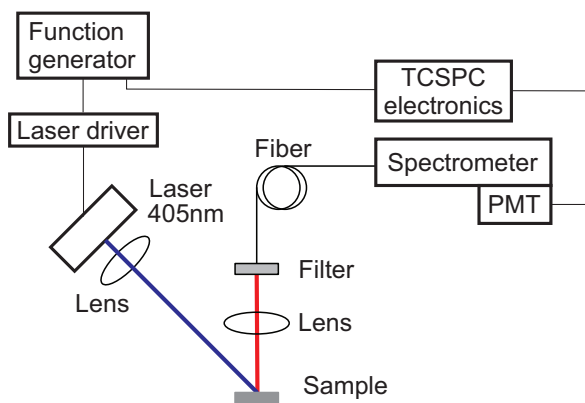 Function
generator
TCSPC
electronics
Laser driver
Fiber
Spectrometer
Laser
405nm
PMT
Filter
Lens
Lens
Sample